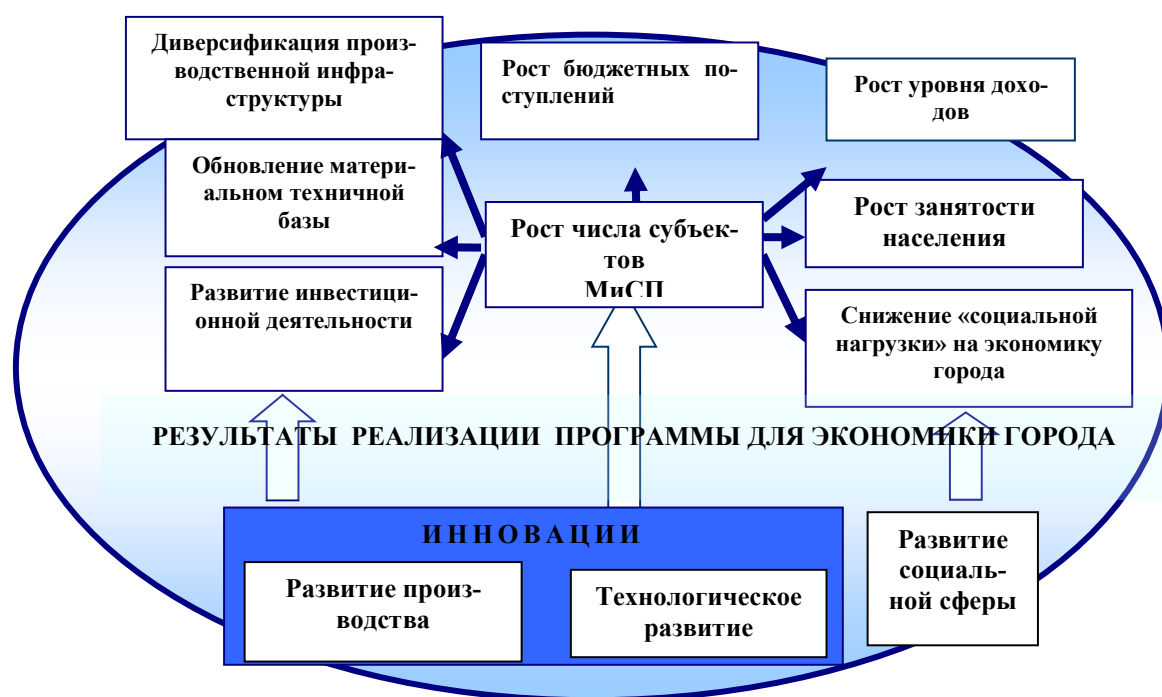 Диверсификация произ-
водственной инфра-
структуры
Рост бюджетных по-
ступлений
Рост уровня дохо-
дов
Обновление матери-
альном техничной
базы
Рост числа субъек-
тов
МиСП
Рост занятости
населения
Развитие инвестици-
онной деятельности
Снижение «социальной
нагрузки» на экономику
города
РЕЗУЛЬТАТЫ РЕАЛИЗАЦИИ ПРОГРАММЫ ДЛЯ ЭКОНОМИКИ ГОРОДА
ИННОВАЦИИ
Развитие произ-
водства
Технологическое
развитие
Развитие
социаль-
ной сферы